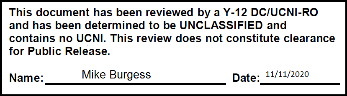 This document has been reviewed by a Y-12 DC/UCNI-RO
and has been determined to be UNCLASSIFIED and
contains no UCNI. This review does not constitute clearance
for Public Release.
Name: Mike Burgess Date: 11/11/2020